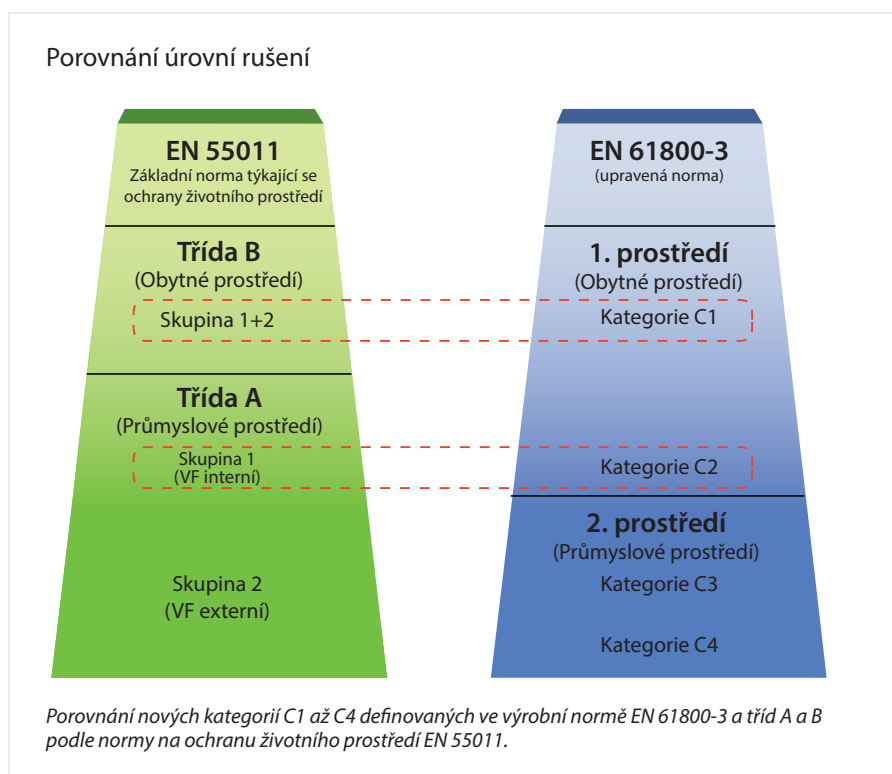 Porovnání úrovní rušení
EN 55011
Základní norma týkající se
ochrany životního prostředí
Třída B
(Obytné prostředí)
Skupina 1+2
Třída A
(Průmyslové prostředí)
Skupina 1
(VF interní)
Skupina 2
(VF externí)
EN 61800-3
(upravená norma)
1. prostředí
(Obytné prostředí)
Kategorie C1
Kategorie C2
2. prostředí
(Průmyslové prostředí)
Kategorie C3
Kategorie C4
Porovnání nových kategorií C1 až C4 definovaných ve výrobní normě EN 61800-3 a tříd A a B
podle normy na ochranu životního prostředí EN 55011.